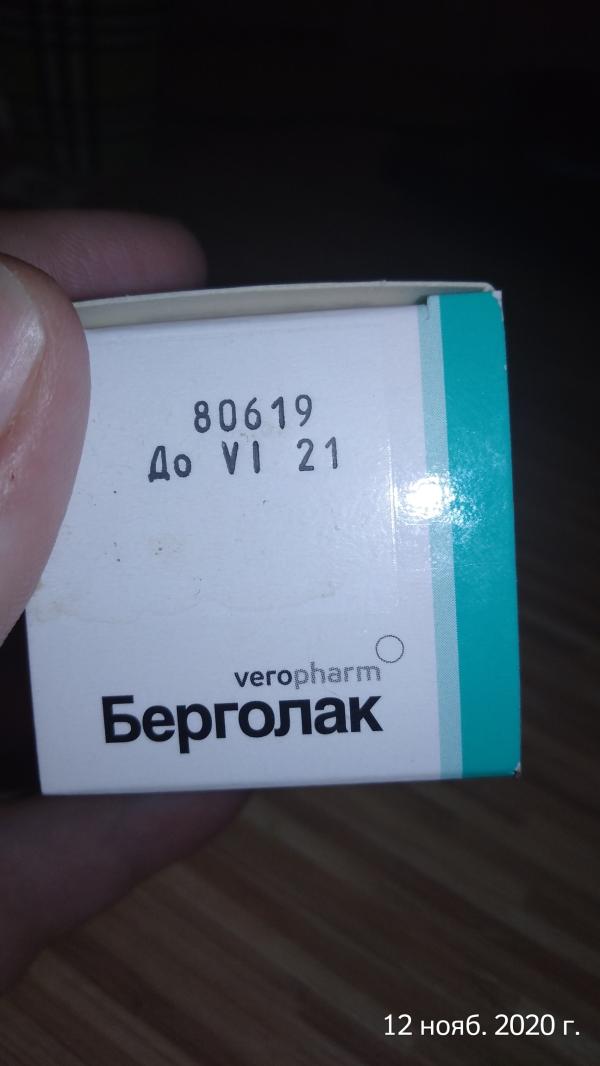 80619
До VI 21
veropharm
Берголак
12 нояб. 2020 г.